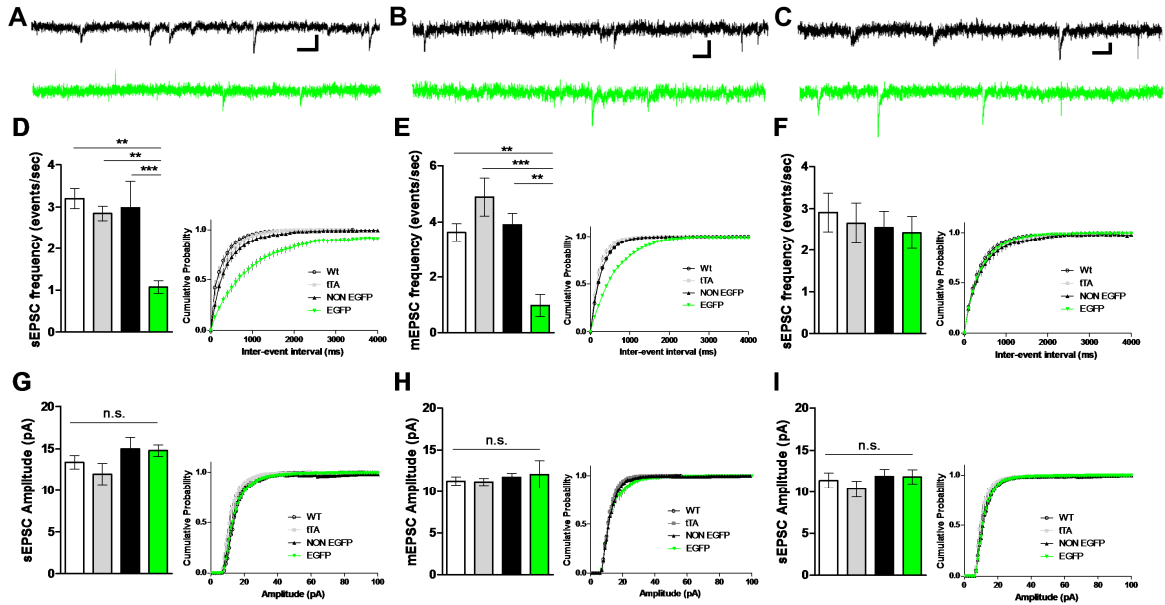 A
B
C
D
sEPSC frequency (events/sec)
4
3
2
1
0
**
**
***
Cumulative Probability
1.0
0.5
0.0
Wt
tTA
NON EGFP
EGFP
0 1000 2000 3000 4000
Inter-event interval (ms)
E
mEPSC frequency (events/sec)
6
4
2
0
**
***
**
Cumulative Probability
1.0
0.5
0.0
Wt
tTA
NON EGFP
EGFP
0 1000 2000 3000 4000
Inter-event interval (ms)
F
sEPSC frequency (events/sec)
4
3
2
1
0
Cumulative Probability
1.0
0.5
0.0
Wt
tTA
NON EGFP
EGFP
0 1000 2000 3000 4000
Inter-event interval (ms)
G
sEPSC Amplitude (pA)
20
15
10
5
0
n.s.
Cumulative Probability
1.0
0.5
0.0
WT
tTA
NON EGFP
EGFP
0 20 40 60 80 100
Amplitude (pA)
H
mEPSC Amplitude (pA)
20
15
10
5
0
n.s.
Cumulative Probability
1.0
0.5
0.0
WT
tTA
NON EGFP
EGFP
0 20 40 60 80 100
Amplitude (pA)
I
sEPSC Amplitude (pA)
20
15
10
5
0
n.s.
Cumulative Probability
1.0
0.5
0.0
WT
tTA
NON EGFP
EGFP
0 20 40 60 80 100
Amplitude (pA)